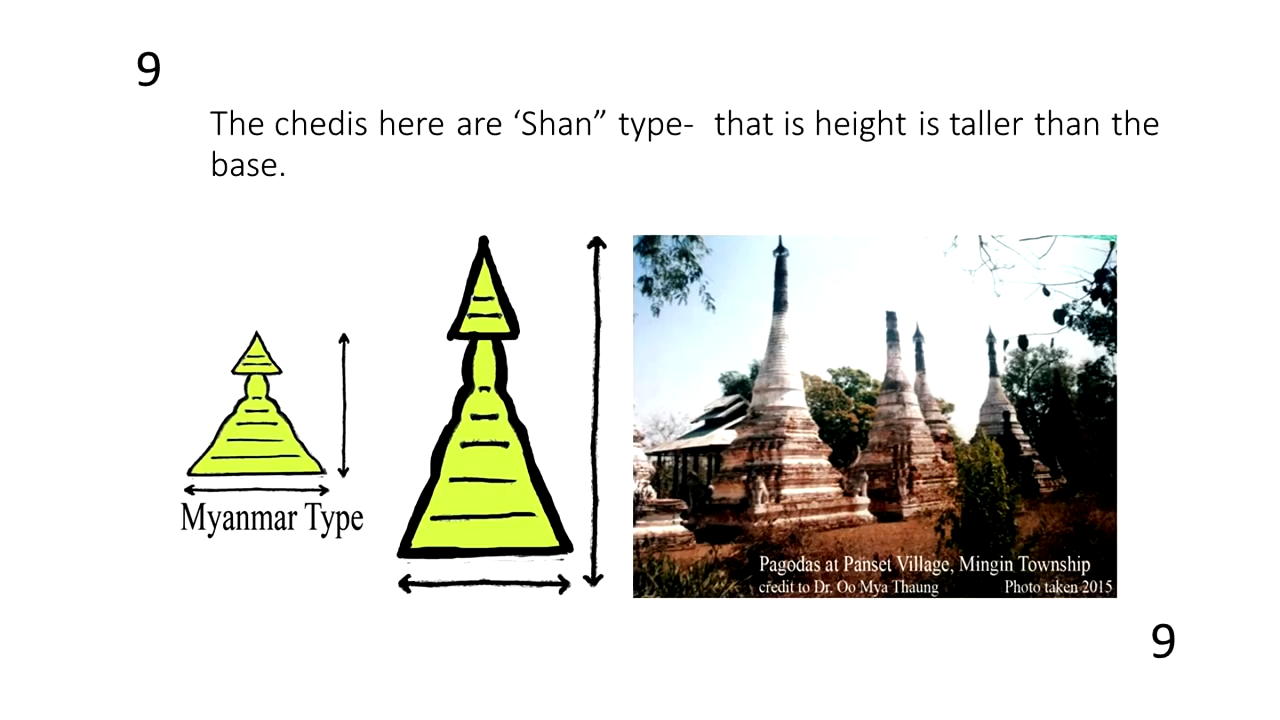 9
The chedis here are ‘Shan” type-  that is height is taller than the
base.
Myanmar Type
Pagodas at Panset Village, Mingin Township
credit to Dr. Oo Mya Thaung Photo taken 2015
9